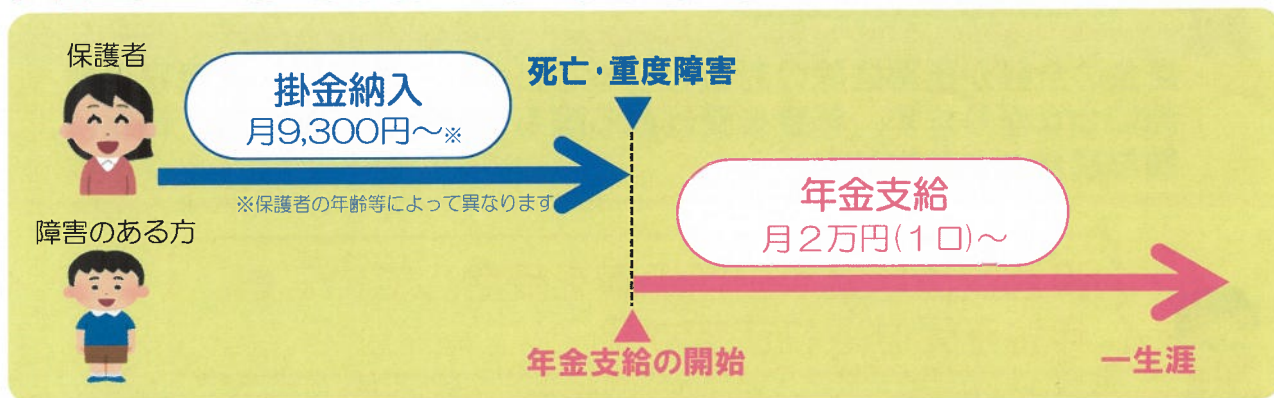 保護者
掛金納入
月9,300円～※
死亡・重度障害
※保護者の年齢等によって異なります
年金支給
月2万円(1口)～
障害のある方
年金支給の開始
一生涯